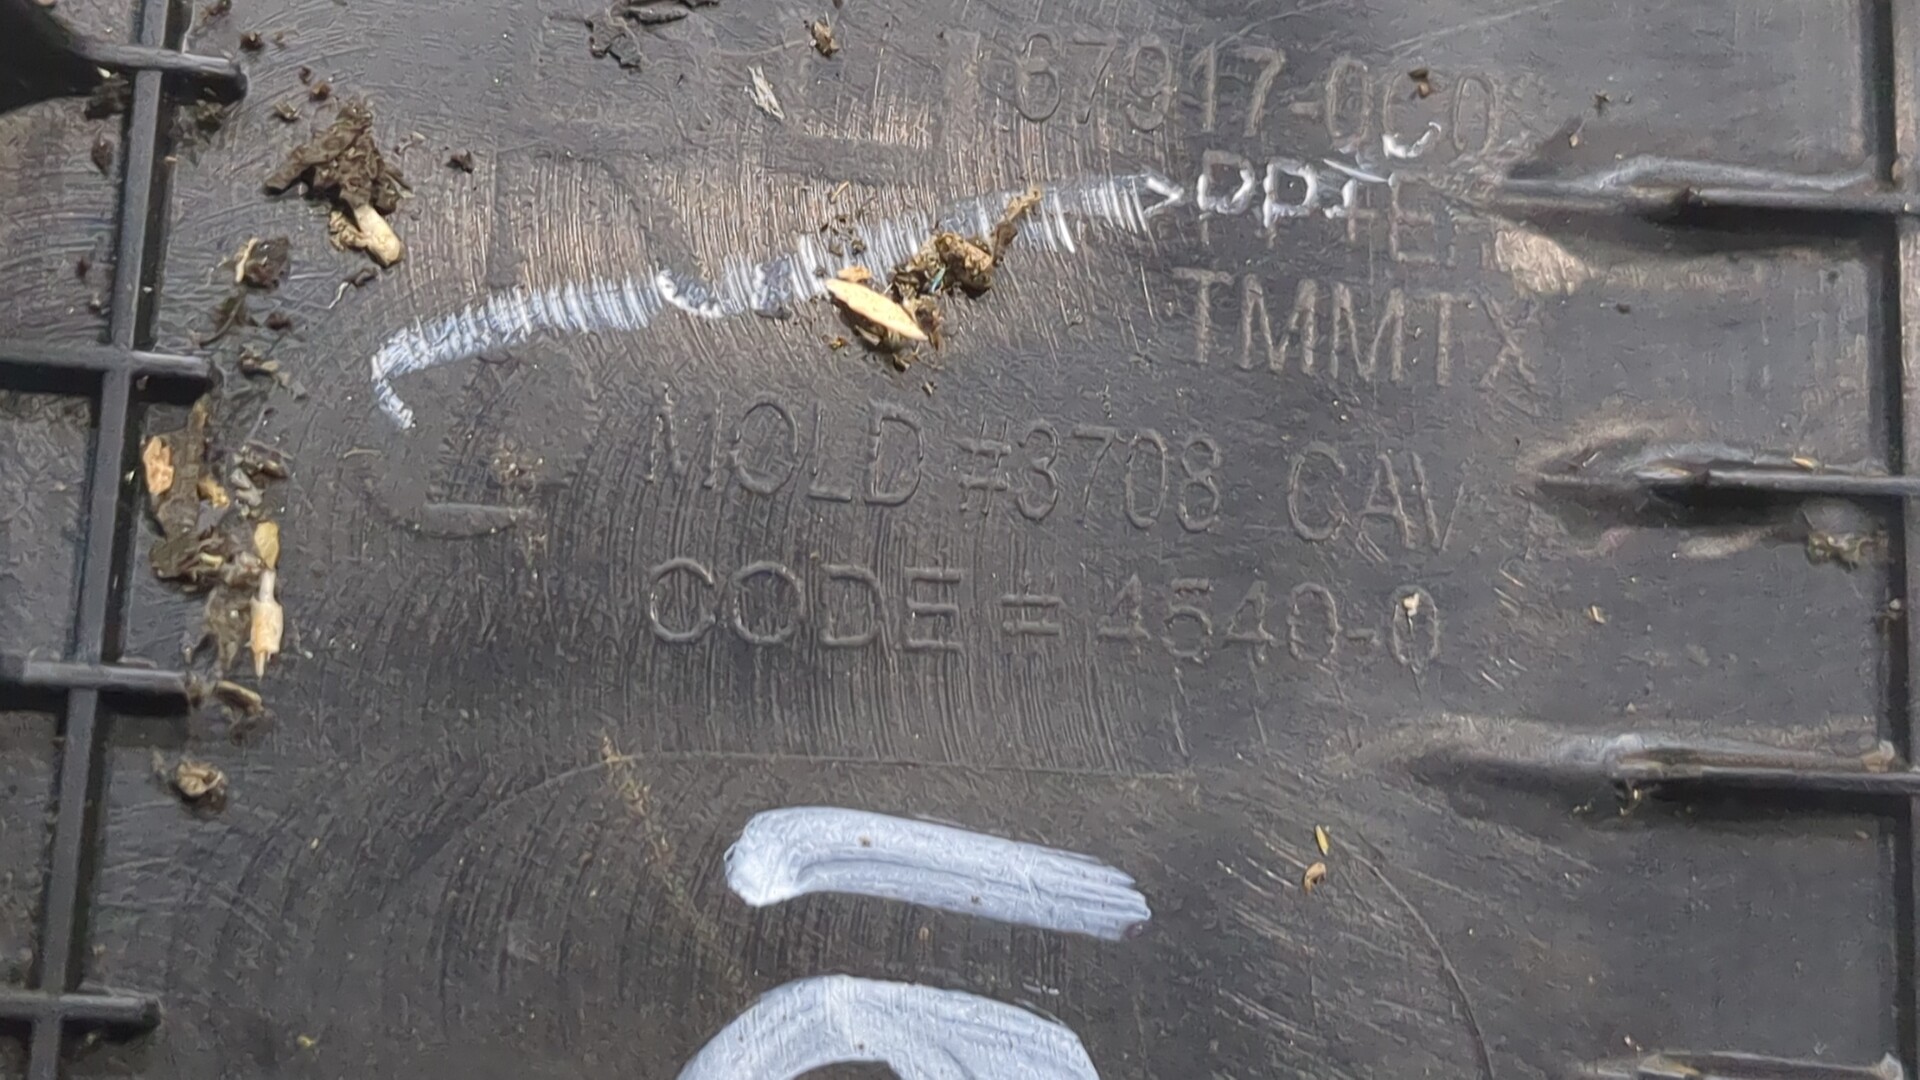 67917-0C0
>PP+E
TMMTX
MOLD #3708 CAV
CODE = 4540-0